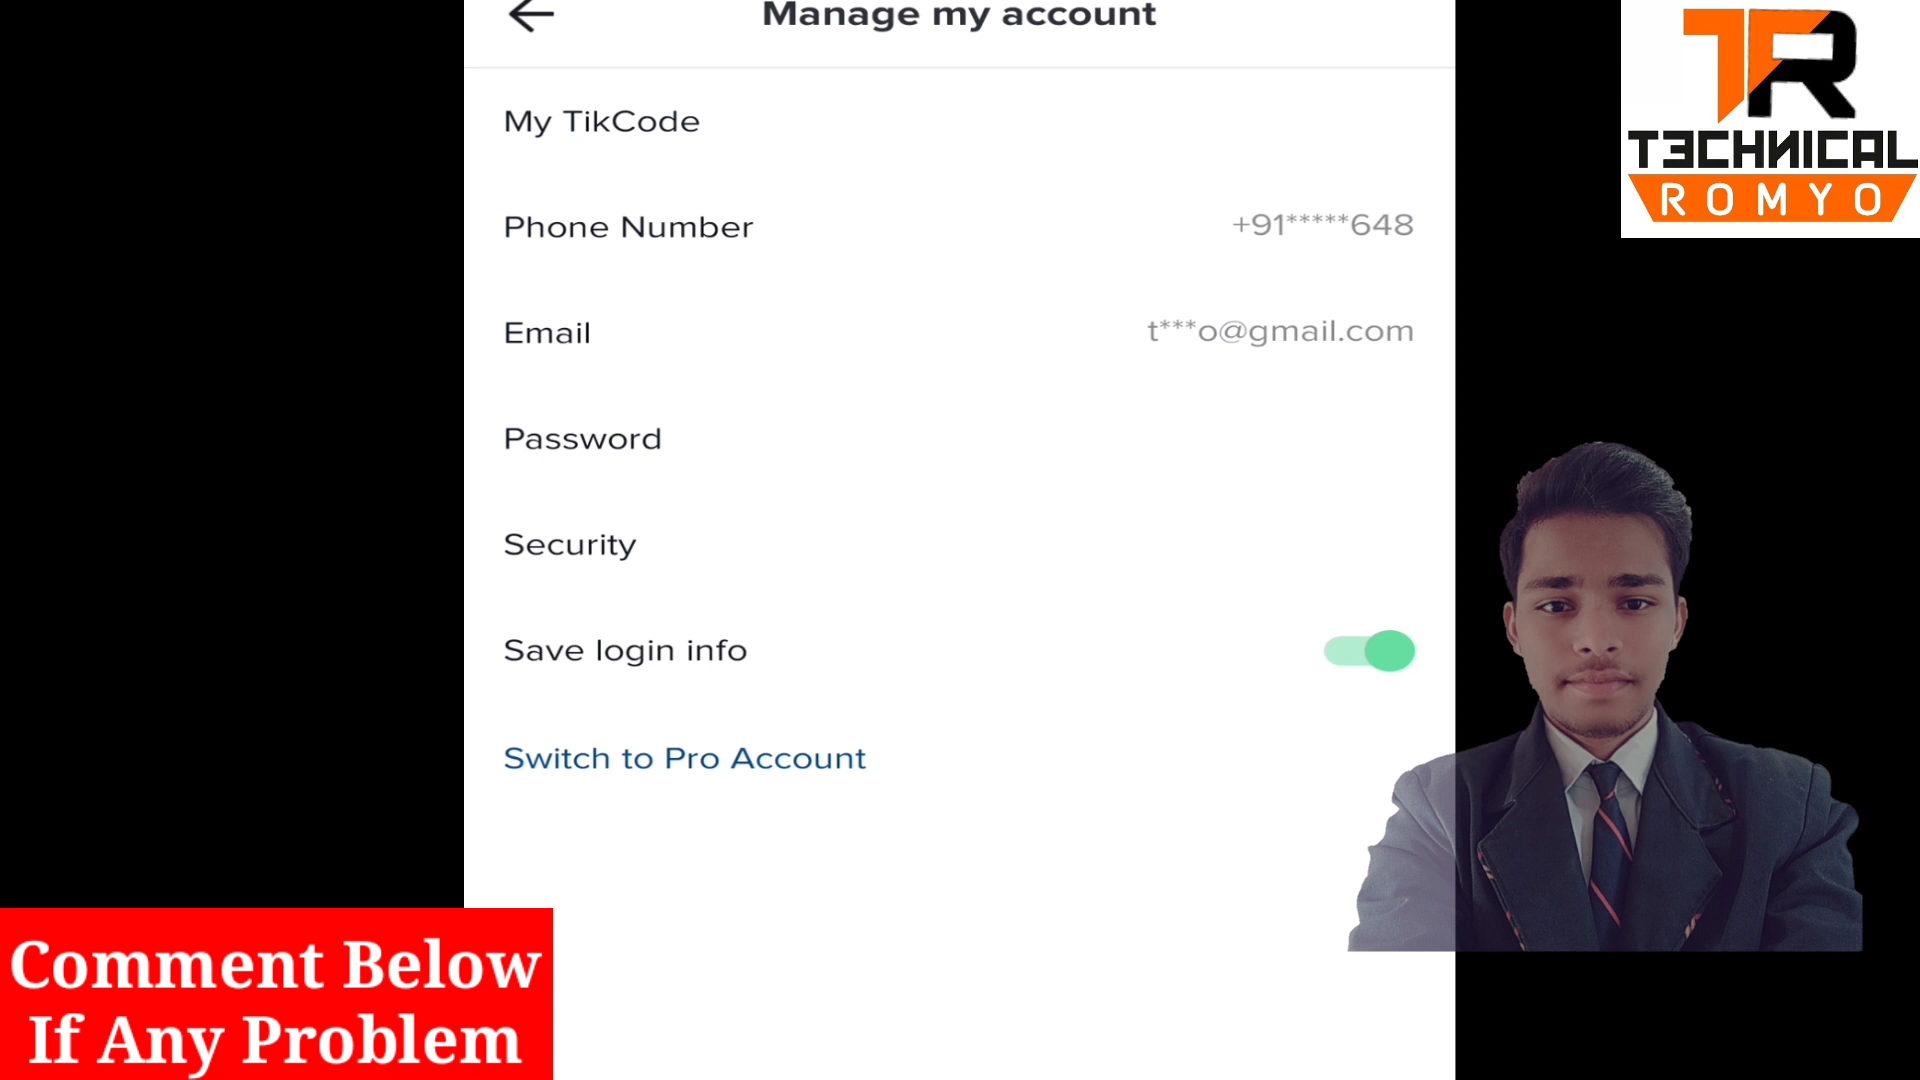 Manage my account
My TikCode
Phone Number +91*****648
Email t***o@gmail.com
Password
Security
Save login info
Switch to Pro Account
TR
TECHNICAL
ROMYO
Comment Below
If Any Problem